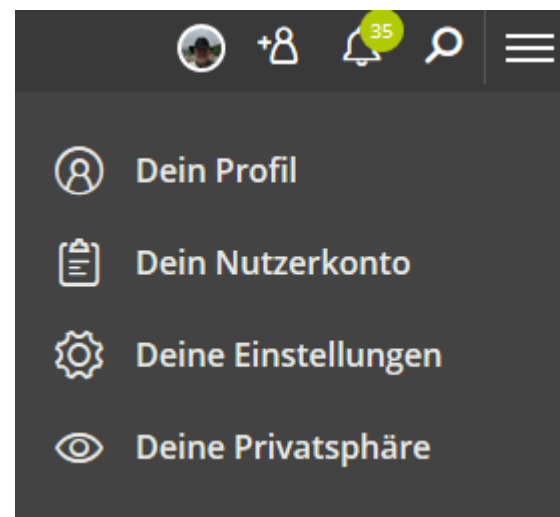 35
Dein Profil
Dein Nutzerkonto
Deine Einstellungen
Deine Privatsphäre